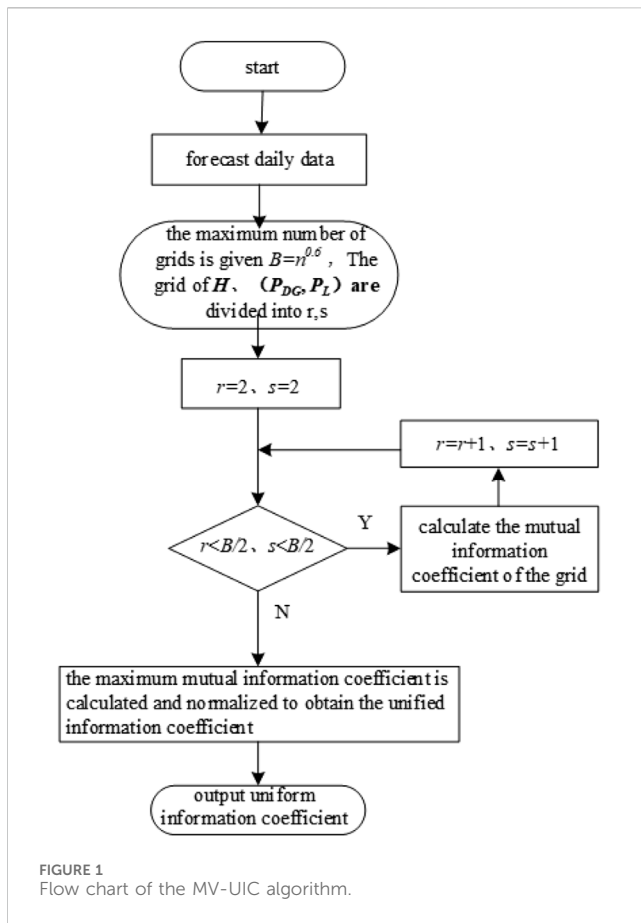 start
forecast daily data
the maximum number of
grids is given B=n^0.6 , The
grid of H、 (P_DG, P_L) are
divided into r,s
r=2、s=2
r=r+1、s=s+1
r<B/2、s<B/2
Y
calculate the mutual
information
coefficient of the grid
N
the maximum mutual information coefficient is
calculated and normalized to obtain the unified
information coefficient
output uniform
information coefficient
FIGURE 1
Flow chart of the MV-UIC algorithm.